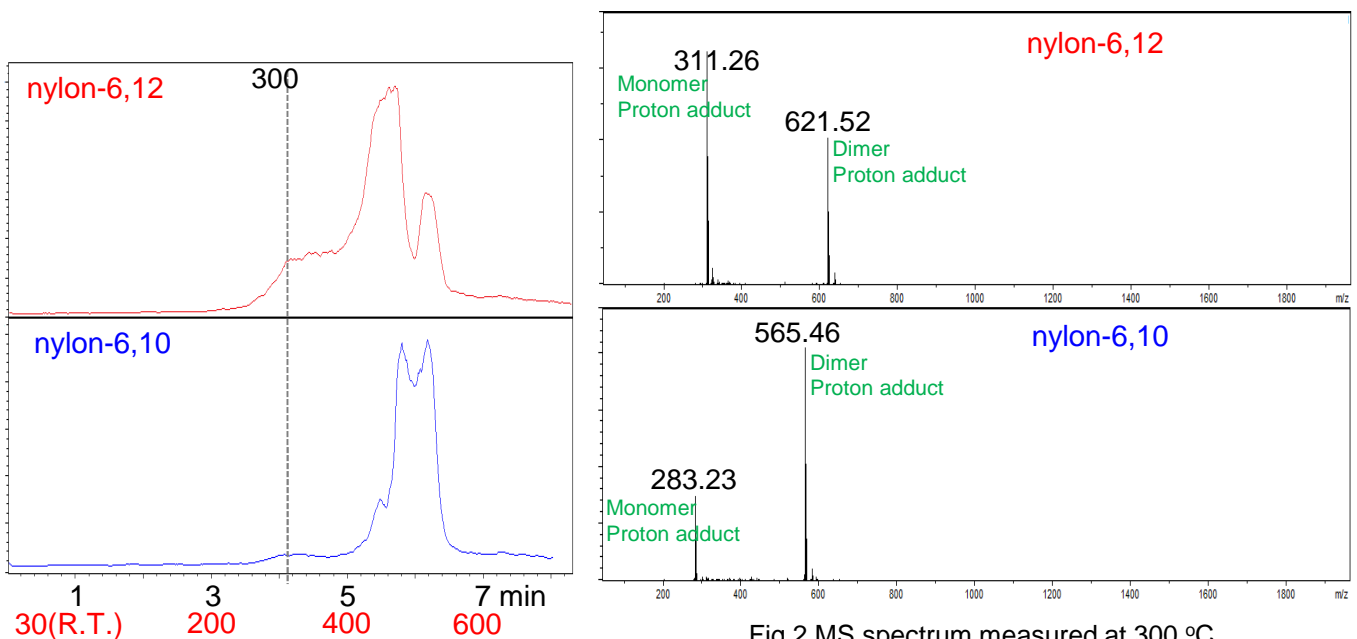 nylon-6,12
300
nylon-6,10
1 3 5 7 min
30(R.T.) 200 400 600
nylon-6,12
311.26
Monomer
Proton adduct
621.52
Dimer
Proton adduct
200 400 600 800 1000 1200 1400 1600 1800 m/z
565.46
nylon-6,10
Dimer
Proton adduct
283.23
Monomer
Proton adduct
200 400 600 800 1000 1200 1400 1600 1800 m/z
Fig.2 MS spectrum measured at 300 °C